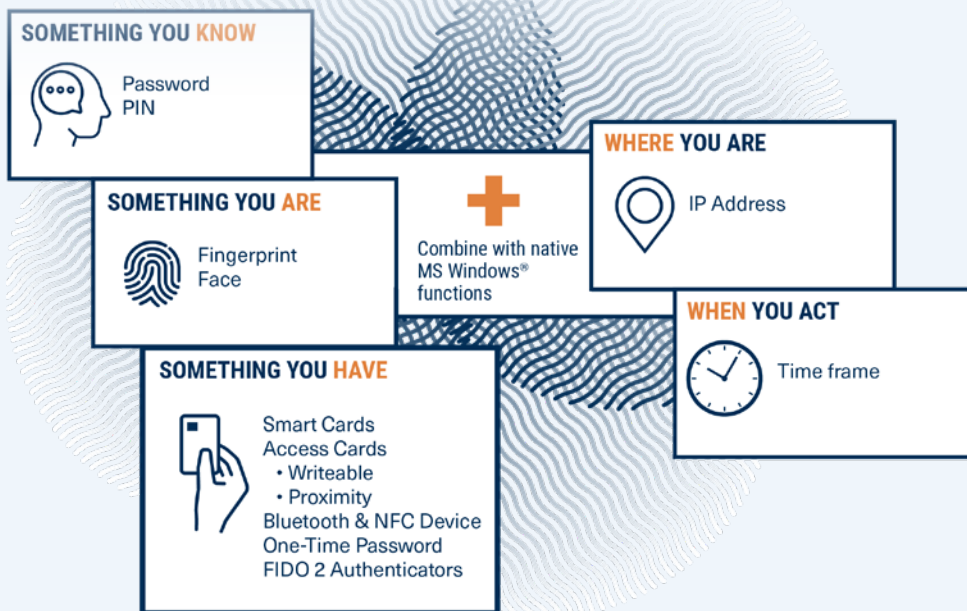 SOMETHING YOU KNOW
Password
PIN
SOMETHING YOU ARE
Fingerprint
Face
SOMETHING YOU HAVE
Smart Cards
Access Cards
• Writeable
• Proximity
Bluetooth & NFC Device
One-Time Password
FIDO 2 Authenticators
Combine with native
MS Windows®
functions
WHERE YOU ARE
IP Address
WHEN YOU ACT
Time frame